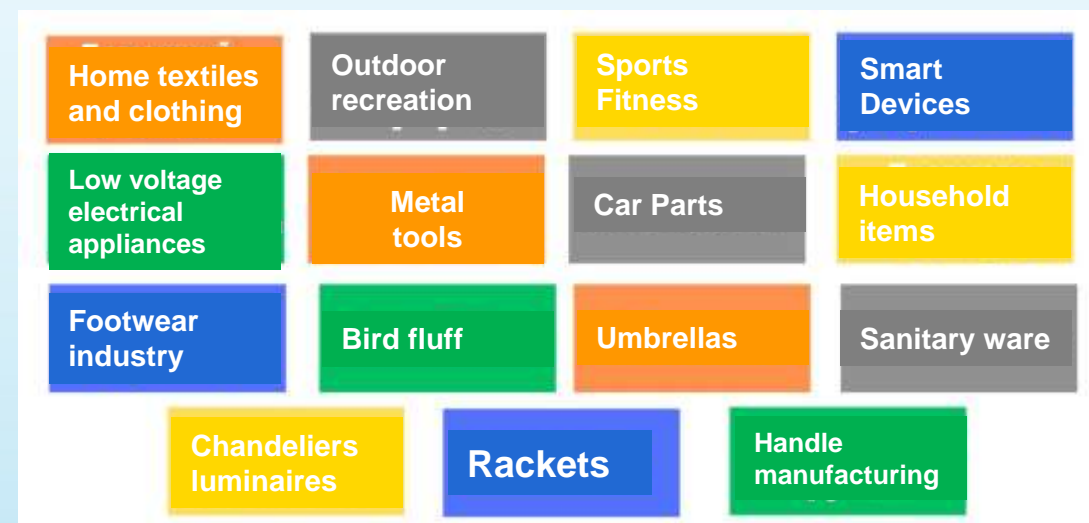 Home textiles
and clothing
Outdoor
recreation
Sports
Fitness
Smart
Devices
Low voltage
electrical
appliances
Metal
tools
Car Parts
Household
items
Footwear
industry
Bird fluff
Umbrellas
Sanitary ware
Chandeliers
luminaires
Rackets
Handle
manufacturing